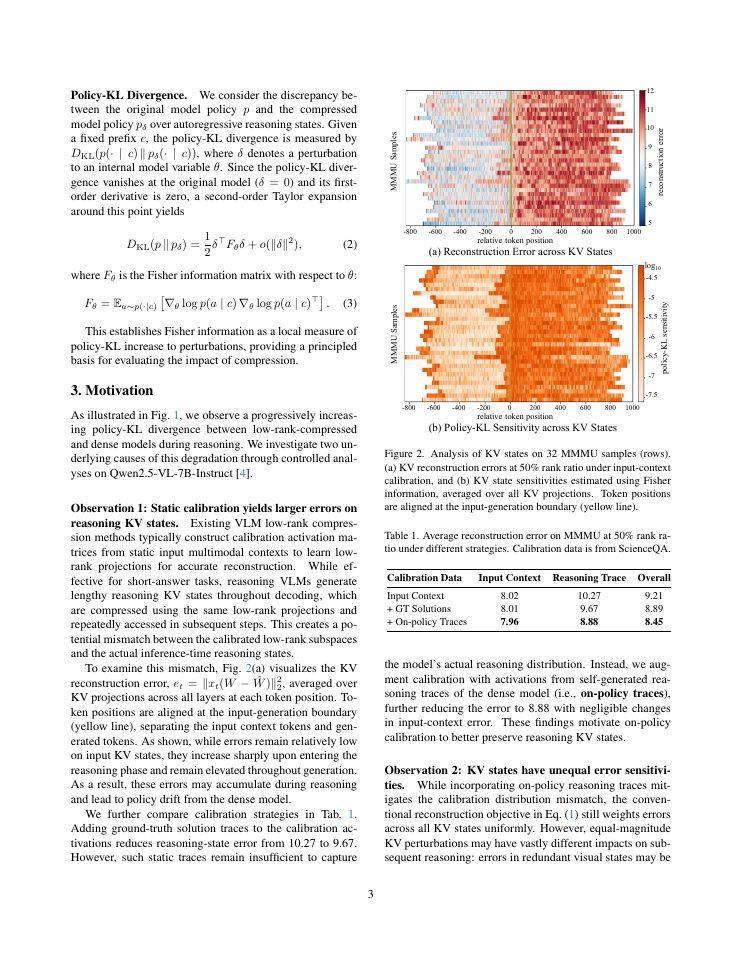 Policy-KL Divergence. We consider the discrepancy be-
tween the original model policy p and the compressed
model policy pδ over autoregressive reasoning states. Given
a fixed prefix c, the policy-KL divergence is measured by
DKL(p(· | c) ∥ pδ(· | c)), where δ denotes a perturbation
to an internal model variable θ. Since the policy-KL diver-
gence vanishes at the original model (δ = 0) and its first-
order derivative is zero, a second-order Taylor expansion
around this point yields
DKL(p ∥ pδ) = 1/2 δ⊤Fθδ + o(∥δ∥²), (2)
where Fθ is the Fisher information matrix with respect to θ:
Fθ = 𝔼a∼p(·|c) [∇θ log p(a | c) ∇θ log p(a | c)⊤] . (3)
This establishes Fisher information as a local measure of
policy-KL increase to perturbations, providing a principled
basis for evaluating the impact of compression.
3. Motivation
As illustrated in Fig. 1, we observe a progressively increas-
ing policy-KL divergence between low-rank-compressed
and dense models during reasoning. We investigate two un-
derlying causes of this degradation through controlled anal-
yses on Qwen2.5-VL-7B-Instruct [4].
Observation 1: Static calibration yields larger errors on
reasoning KV states. Existing VLM low-rank compres-
sion methods typically construct calibration activation ma-
trices from static input multimodal contexts to learn low-
rank projections for accurate reconstruction. While ef-
fective for short-answer tasks, reasoning VLMs generate
lengthy reasoning KV states throughout decoding, which
are compressed using the same low-rank projections and
repeatedly accessed in subsequent steps. This creates a po-
tential mismatch between the calibrated low-rank subspaces
and the actual inference-time reasoning states.
To examine this mismatch, Fig. 2(a) visualizes the KV
reconstruction error, et = ∥xt(W − Ŵ)∥²₂, averaged over
KV projections across all layers at each token position. To-
ken positions are aligned at the input-generation boundary
(yellow line), separating the input context tokens and gen-
erated tokens. As shown, while errors remain relatively low
on input KV states, they increase sharply upon entering the
reasoning phase and remain elevated throughout generation.
As a result, these errors may accumulate during reasoning
and lead to policy drift from the dense model.
We further compare calibration strategies in Tab. 1.
Adding ground-truth solution traces to the calibration ac-
tivations reduces reasoning-state error from 10.27 to 9.67.
However, such static traces remain insufficient to capture
MMMU Samples
12
11
10
9
8
7
6
5
reconstruction error
-800 -600 -400 -200 0 200 400 600 800 1000
relative token position
(a) Reconstruction Error across KV States
MMMU Samples
log10
-4.5
-5
-5.5
-6
-6.5
-7
-7.5
policy-KL sensitivity
-800 -600 -400 -200 0 200 400 600 800 1000
relative token position
(b) Policy-KL Sensitivity across KV States
Figure 2. Analysis of KV states on 32 MMMU samples (rows).
(a) KV reconstruction errors at 50% rank ratio under input-context
calibration, and (b) KV state sensitivities estimated using Fisher
information, averaged over all KV projections. Token positions
are aligned at the input-generation boundary (yellow line).
Table 1. Average reconstruction error on MMMU at 50% rank ra-
tio under different strategies. Calibration data is from ScienceQA.
Calibration Data Input Context Reasoning Trace Overall
Input Context 8.02 10.27 9.21
+ GT Solutions 8.01 9.67 8.89
+ On-policy Traces 7.96 8.88 8.45
the model's actual reasoning distribution. Instead, we aug-
ment calibration with activations from self-generated rea-
soning traces of the dense model (i.e., on-policy traces),
further reducing the error to 8.88 with negligible changes
in input-context error. These findings motivate on-policy
calibration to better preserve reasoning KV states.
Observation 2: KV states have unequal error sensitivi-
ties. While incorporating on-policy reasoning traces mit-
igates the calibration distribution mismatch, the conven-
tional reconstruction objective in Eq. (1) still weights errors
across all KV states uniformly. However, equal-magnitude
KV perturbations may have vastly different impacts on sub-
sequent reasoning: errors in redundant visual states may be
3